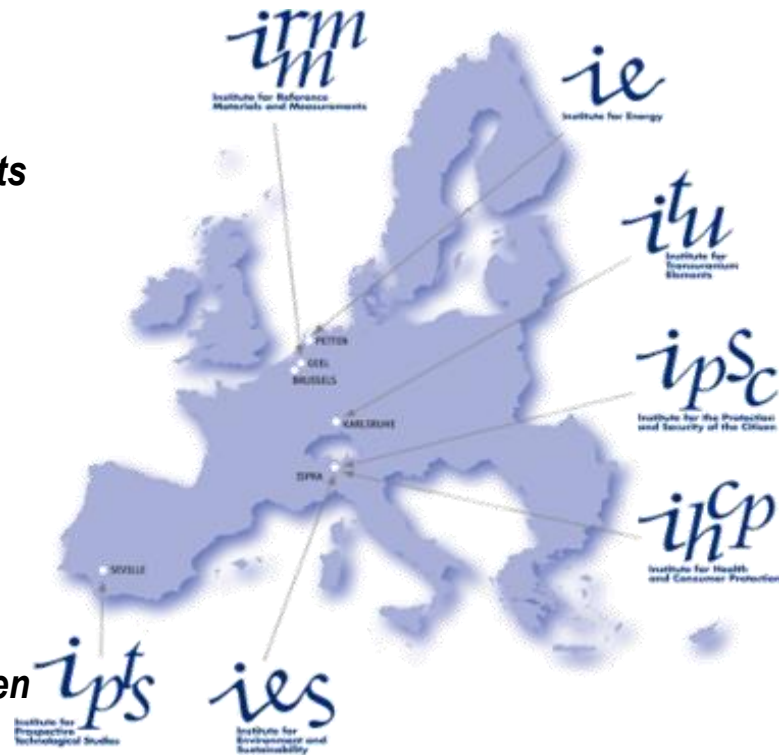 irmm
Institute for Reference
Materials and Measurements
ie
Institute for Energy
ts
itu
Institute for
Transuranium
Elements
PETTEN
GEEL
BRUSSELS
ipsc
Institute for the Protection
and Security of the Citizen
KARLSRUHE
ISPRA
ihcp
Institute for Health
and Consumer Protection
SEVILLE
en
ipts
Institute for
Prospective
Technological Studies
ies
Institute for
Environment and
Sustainability